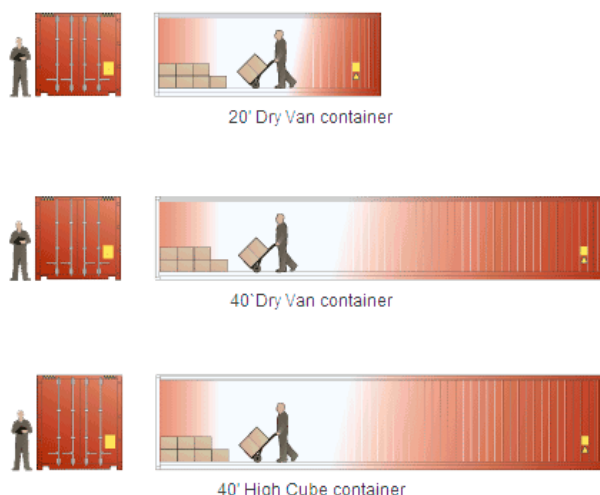 20' Dry Van container
40`Dry Van container
40' High Cube container